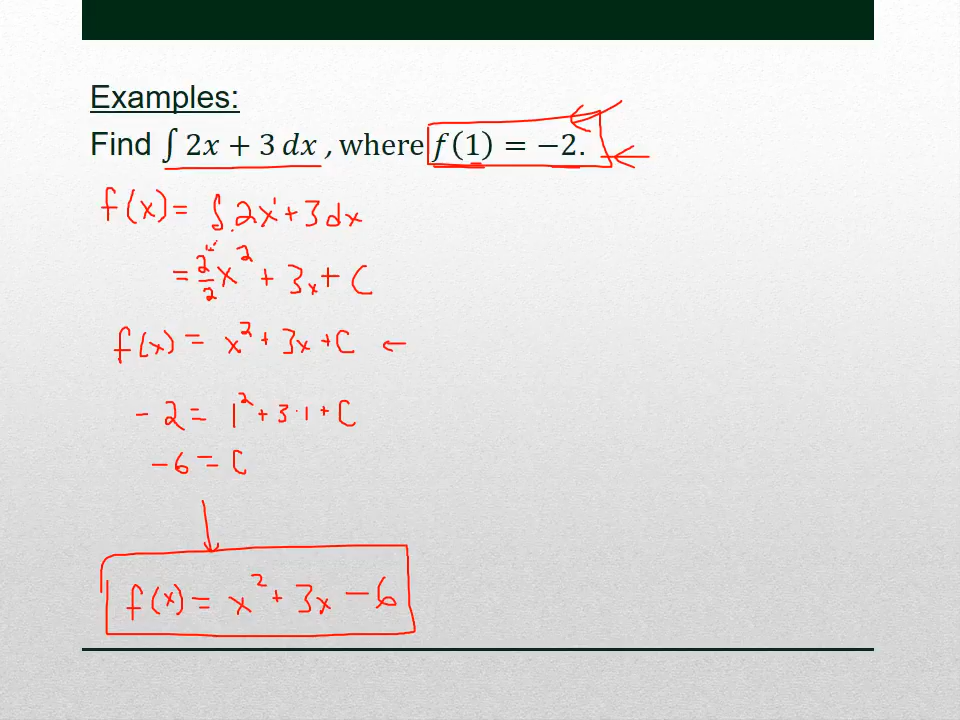 Examples:
Find ∫ 2x + 3 dx , where f(1) = −2.
f(x) = ∫ 2x¹ + 3 dx
= 2/2 x² + 3x + C
f(x) = x² + 3x + C ←
- 2 = 1² + 3·1 + C
- 6 = C
f(x) = x² + 3x − 6